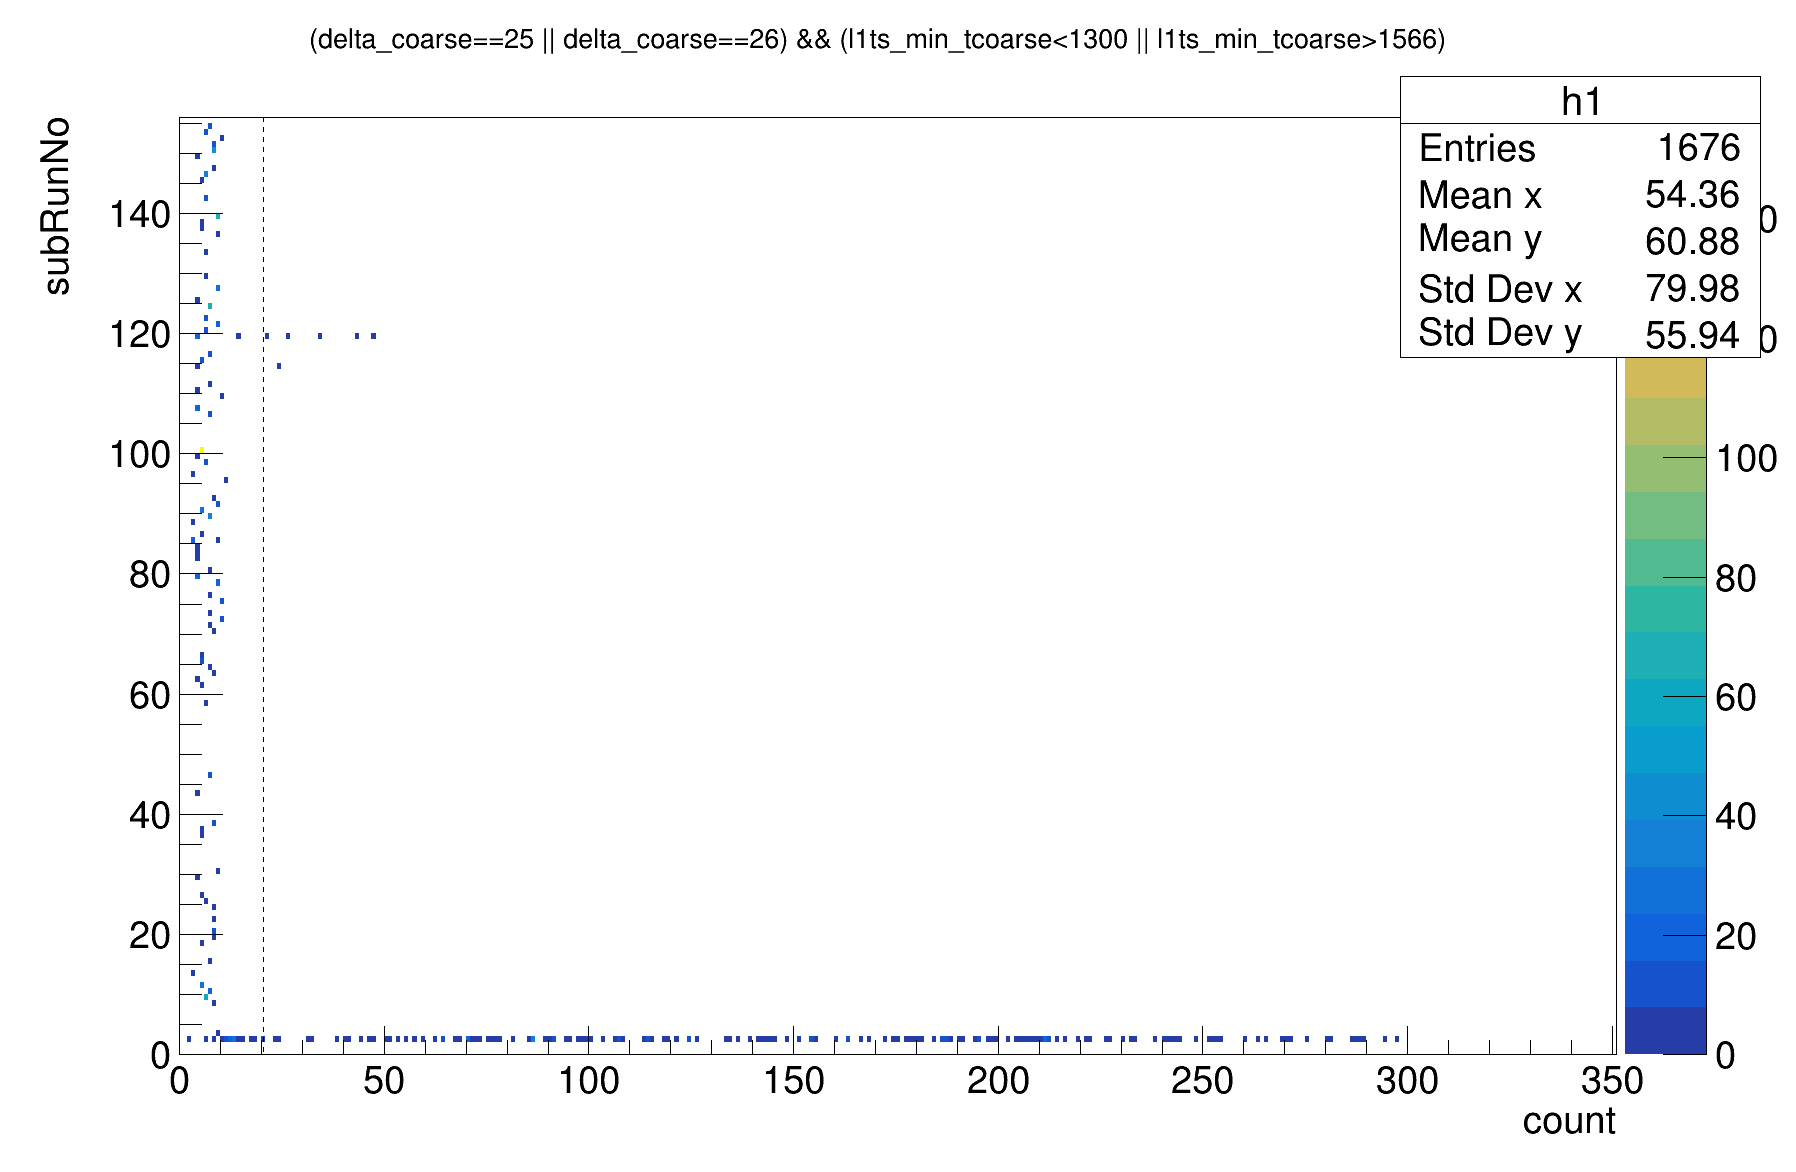 (delta_coarse==25 || delta_coarse==26) && (l1ts_min_tcoarse<1300 || l1ts_min_tcoarse>1566)
h1
Entries 1676
Mean x 54.36
Mean y 60.88
Std Dev x 79.98
Std Dev y 55.94
subRunNo
140
120
100
80
60
40
20
0
0 50 100 150 200 250 300 350
count
0
0
100
80
60
40
20
0